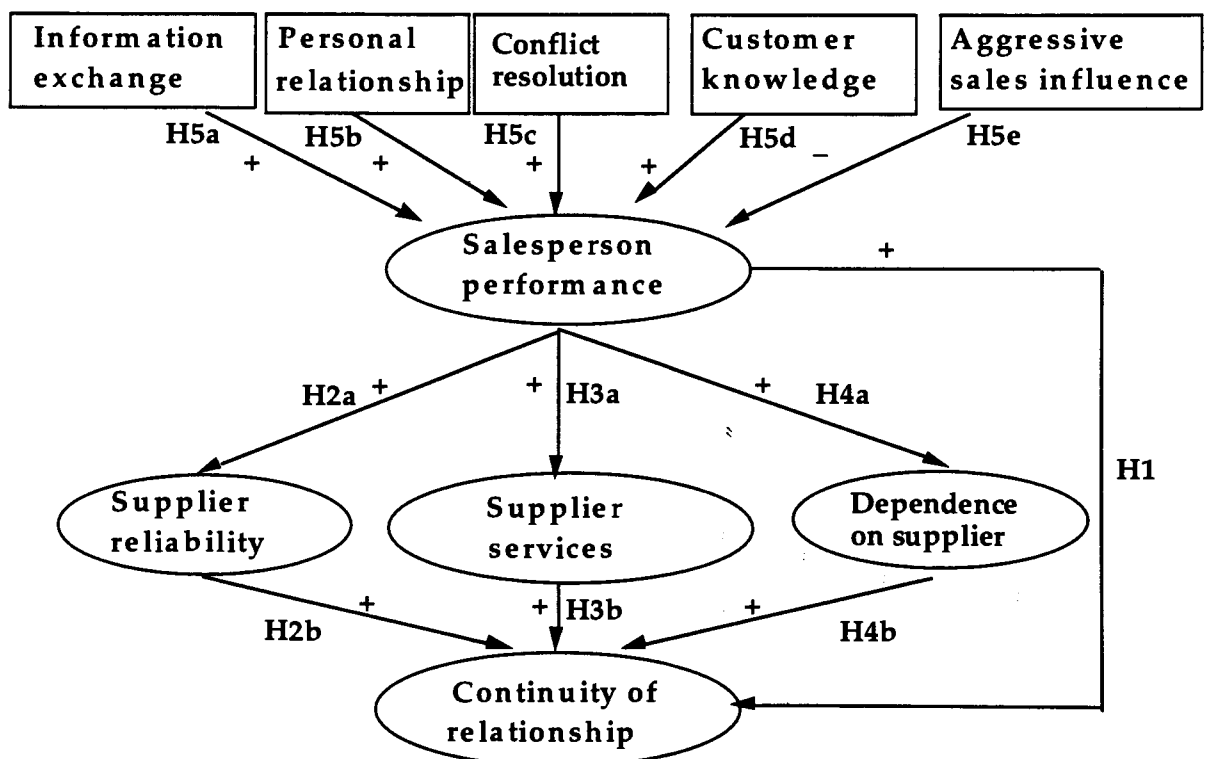 Information
exchange
Personal
relationship
Conflict
resolution
Customer
knowledge
Aggressive
sales influence
H5a
+
H5b
+
H5c
+
+
H5d
–
H5e
Salesperson
performance
+
H2a +
+ H3a
+ H4a
H1
Supplier
reliability
Supplier
services
Dependence
on supplier
+
H2b
+ H3b
+
H4b
Continuity of
relationship